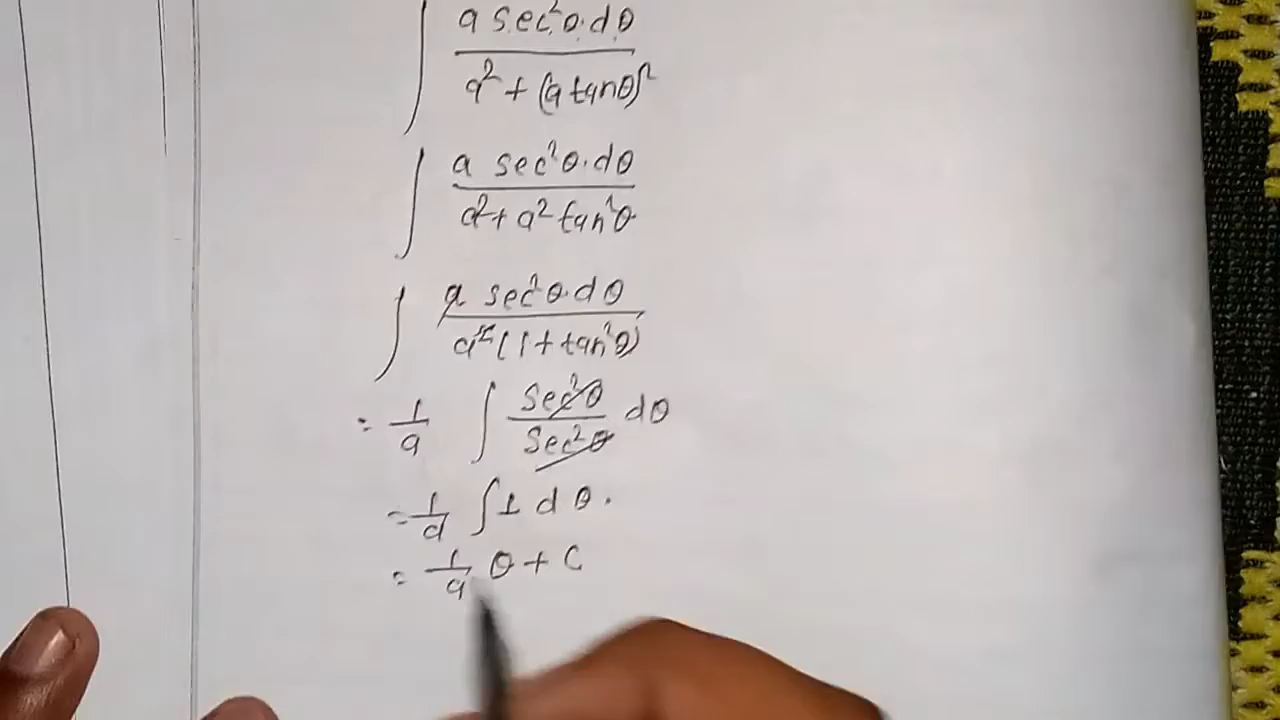 ∫ a sec²θ·dθ / a² + (a tanθ)²
∫ a sec²θ·dθ / a² + a² tan²θ
∫ a sec²θ·dθ / a²(1 + tan²θ)
= 1/a ∫ sec²θ / sec²θ dθ
= 1/a ∫ 1 dθ.
= 1/a θ + c